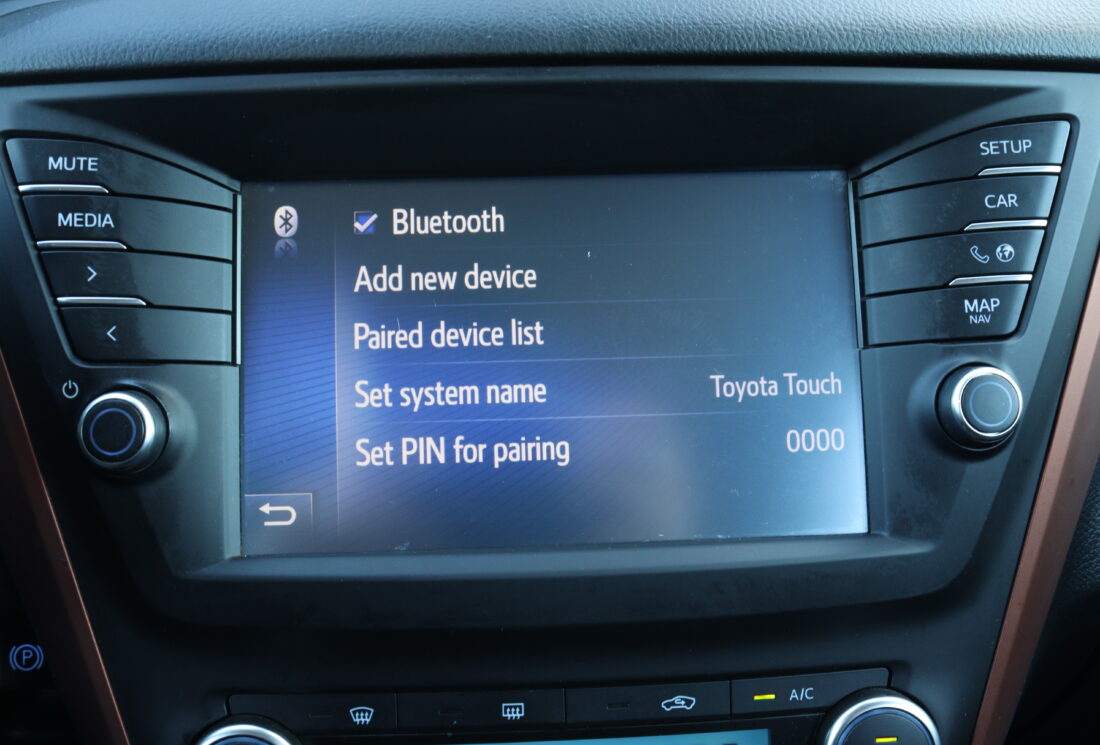 MUTE
MEDIA
>
<
Bluetooth
Add new device
Paired device list
Set system name Toyota Touch
Set PIN for pairing 0000
SETUP
CAR
MAP
NAV
P
A/C